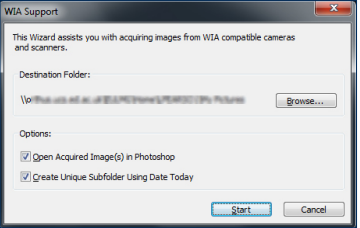 WIA Support
This Wizard assists you with acquiring images from WIA compatible cameras
and scanners.
Destination Folder:
Browse...
Options:
Open Acquired Image(s) in Photoshop
Create Unique Subfolder Using Date Today
Start Cancel